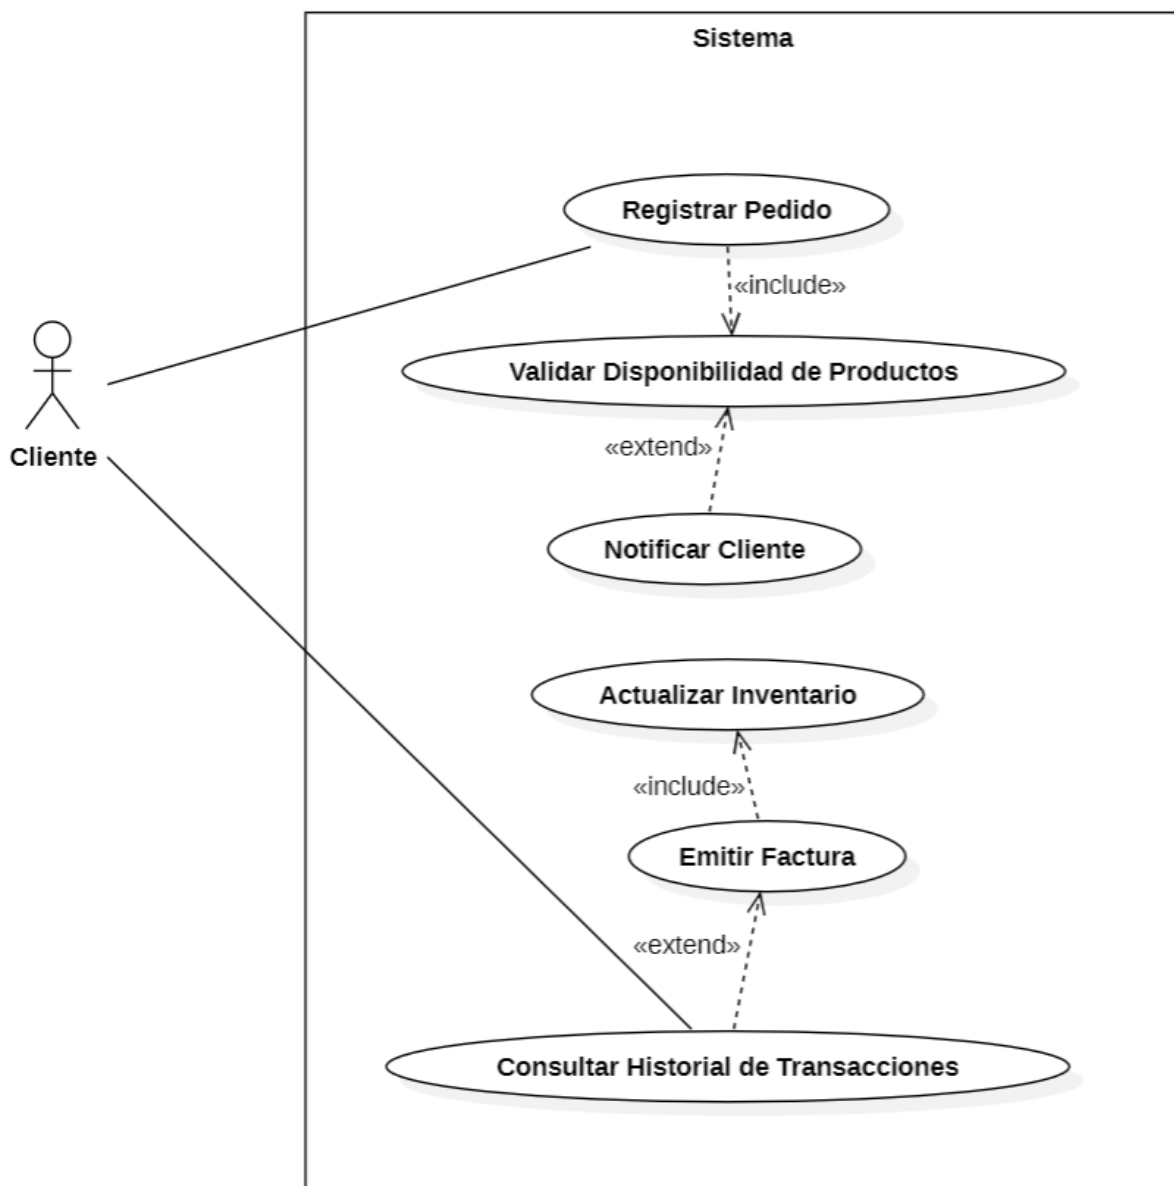 Sistema
Registrar Pedido
«include»
Validar Disponibilidad de Productos
«extend»
Cliente
Notificar Cliente
Actualizar Inventario
«include»
Emitir Factura
«extend»
Consultar Historial de Transacciones